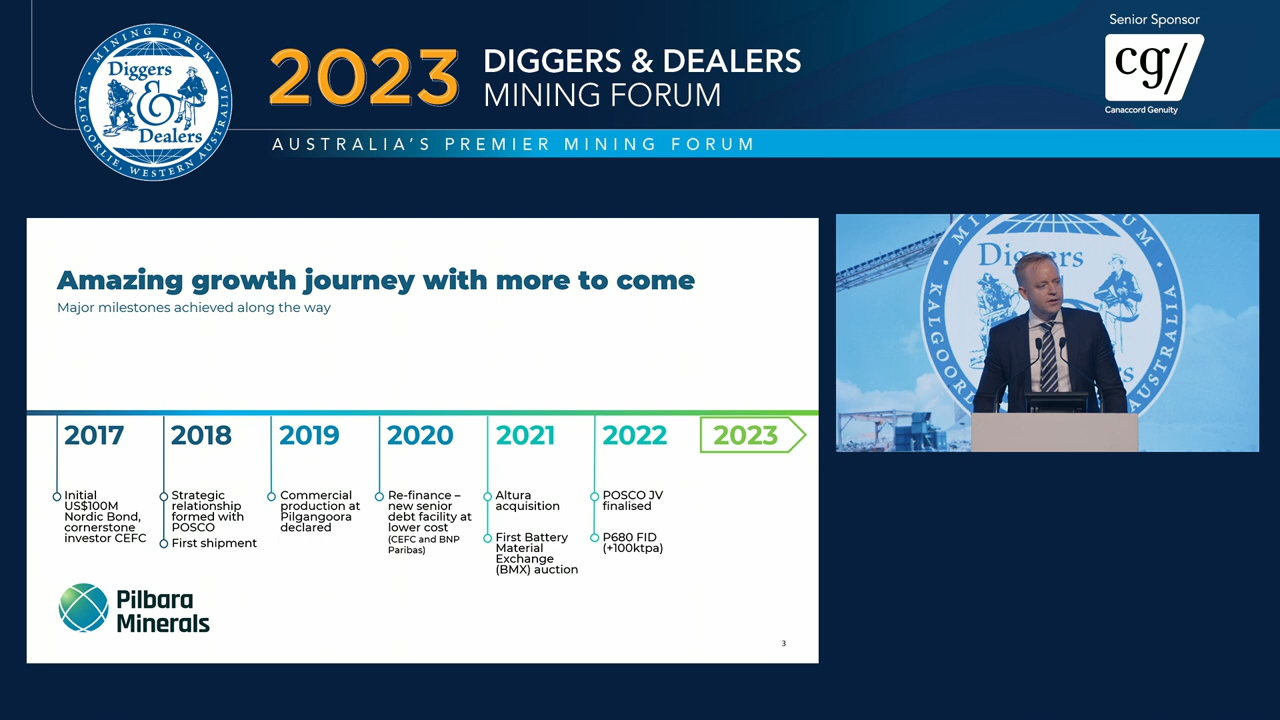 Senior Sponsor
cg/
Canaccord Genuity
MINING FORUM
Diggers
&
Dealers
KALGOORLIE, WESTERN AUSTRALIA
2023
DIGGERS & DEALERS
MINING FORUM
AUSTRALIA'S PREMIER MINING FORUM
Amazing growth journey with more to come
Major milestones achieved along the way
2017
Initial
US$100M
Nordic Bond,
cornerstone
investor CEFC
2018
Strategic
relationship
formed with
POSCO
First shipment
2019
Commercial
production at
Pilgangoora
declared
2020
Re-finance –
new senior
debt facility at
lower cost
(CEFC and BNP
Paribas)
2021
Altura
acquisition
First Battery
Material
Exchange
(BMX) auction
2022
POSCO JV
finalised
P680 FID
(+100ktpa)
2023
Pilbara
Minerals
3
Diggers
KALGOORLIE
AUSTRALIA